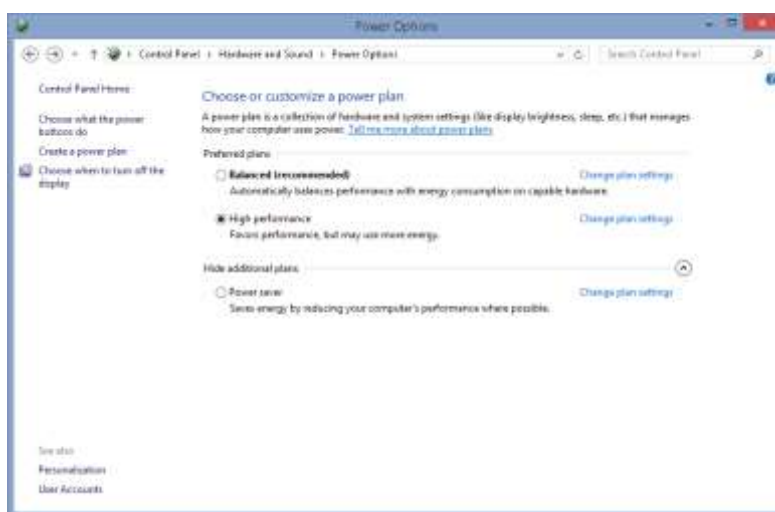 Power Options
Control Panel › Hardware and Sound › Power Options
Search Control Panel
Control Panel Home
Choose what the power
buttons do
Create a power plan
Choose when to turn off the
display
Choose or customize a power plan
A power plan is a collection of hardware and system settings (like display brightness, sleep, etc.) that manages
how your computer uses power. Tell me more about power plans
Preferred plans
Balanced (recommended) Change plan settings
Automatically balances performance with energy consumption on capable hardware.
High performance Change plan settings
Favors performance, but may use more energy.
Hide additional plans
Power saver Change plan settings
Saves energy by reducing your computer's performance where possible.
See also
Personalization
User Accounts